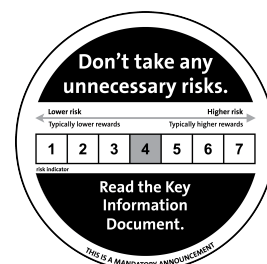 Don't take any
unnecessary risks.
Lower risk Higher risk
Typically lower rewards Typically higher rewards
1 2 3 4 5 6 7
risk indicator
Read the Key
Information
Document.
THIS IS A MANDATORY ANNOUNCEMENT